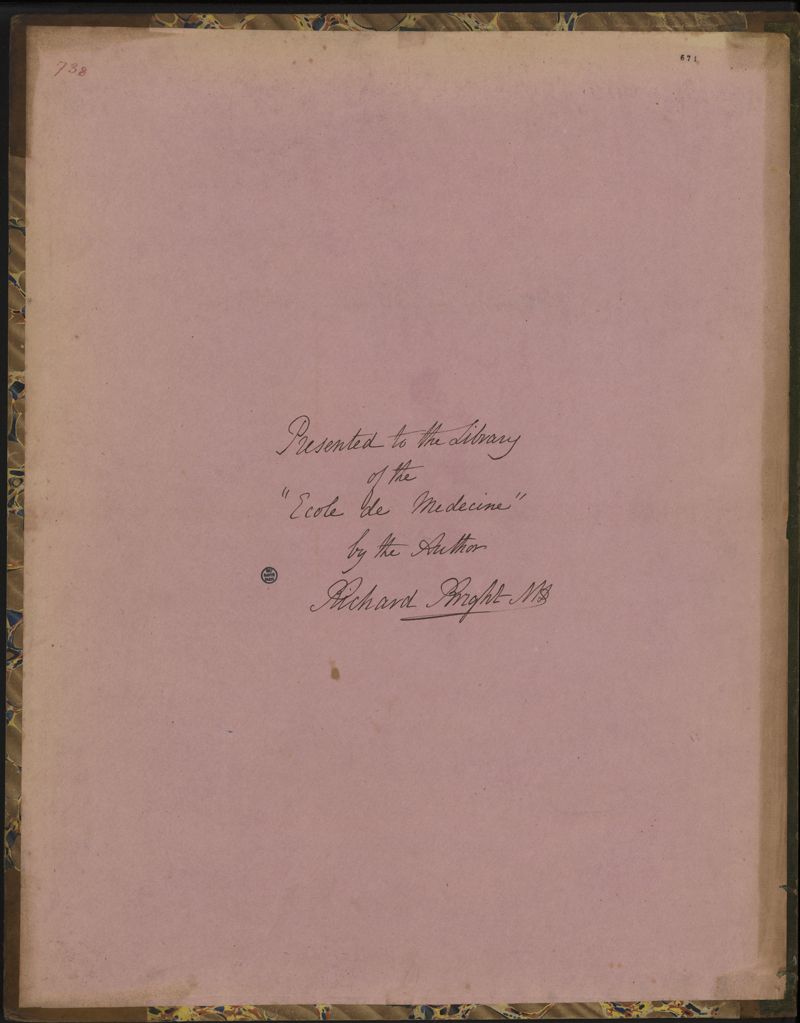 738
671
Presented to the Library
of the
"Ecole de Medecine"
by the Author
Richard Bright MD